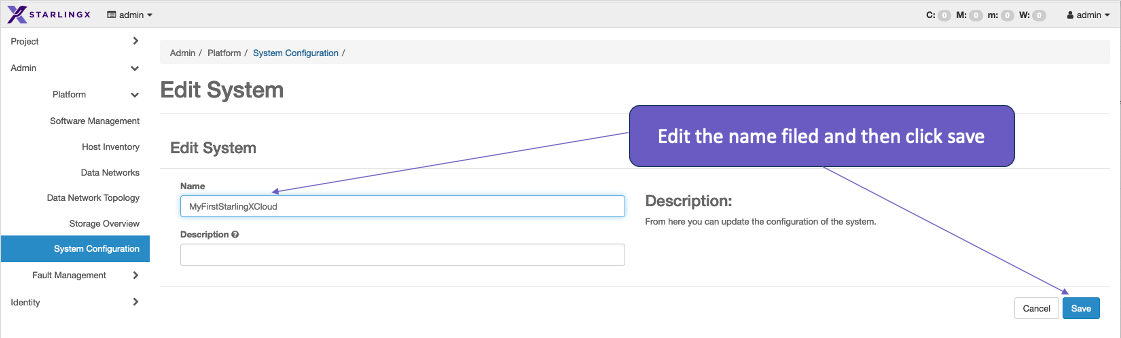 STARLINGX admin C: 0 M: 0 m: 0 W: 0 admin
Project
Admin
Platform
Software Management
Host Inventory
Data Networks
Data Network Topology
Storage Overview
System Configuration
Fault Management
Identity
Admin / Platform / System Configuration /
Edit System
Edit the name filed and then click save
Edit System
Name
MyFirstStarlingXCloud
Description
Description:
From here you can update the configuration of the system.
Cancel Save